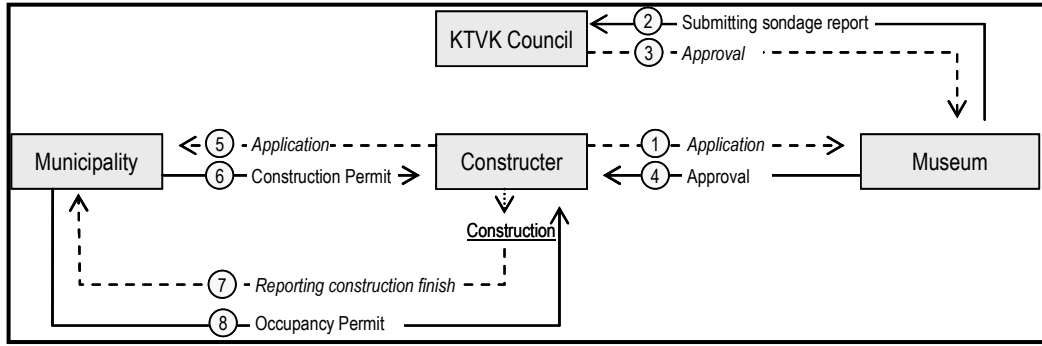 KTVK Council
2 Submitting sondage report
3 Approval
Municipality
5 Application
6 Construction Permit
Constructer
1 Application
4 Approval
Museum
Construction
7 Reporting construction finish
8 Occupancy Permit